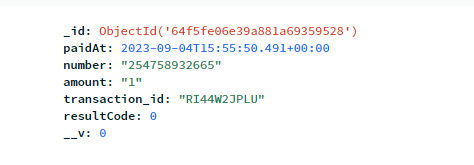 _id: ObjectId('64f5fe06e39a881a69359528')
paidAt: 2023-09-04T15:55:50.491+00:00
number: "254758932665"
amount: "1"
transaction_id: "RI44W2JPLU"
resultCode: 0
__v: 0